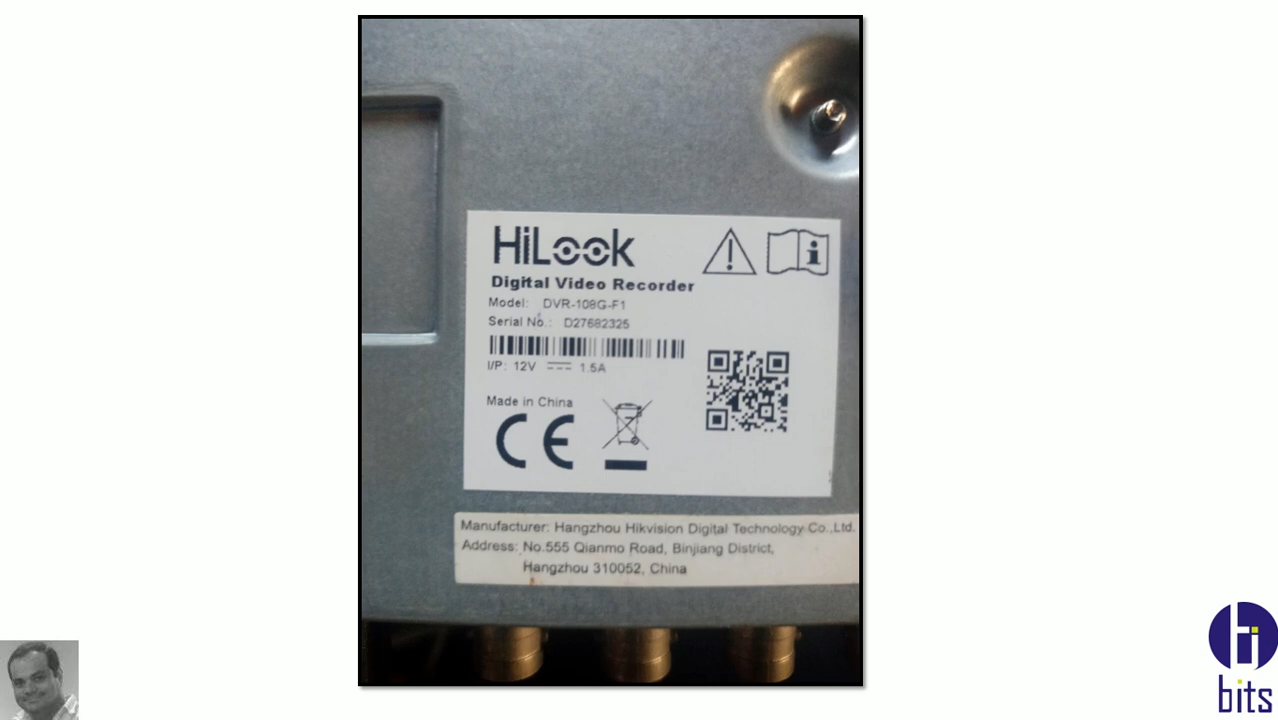 HiLook
Digital Video Recorder
Model: DVR-108G-F1
Serial No.: D27682325
I/P: 12V 1.5A
Made in China
CE
Manufacturer: Hangzhou Hikvision Digital Technology Co.,Ltd.
Address: No.555 Qianmo Road, Binjiang District,
Hangzhou 310052, China
hi
bits